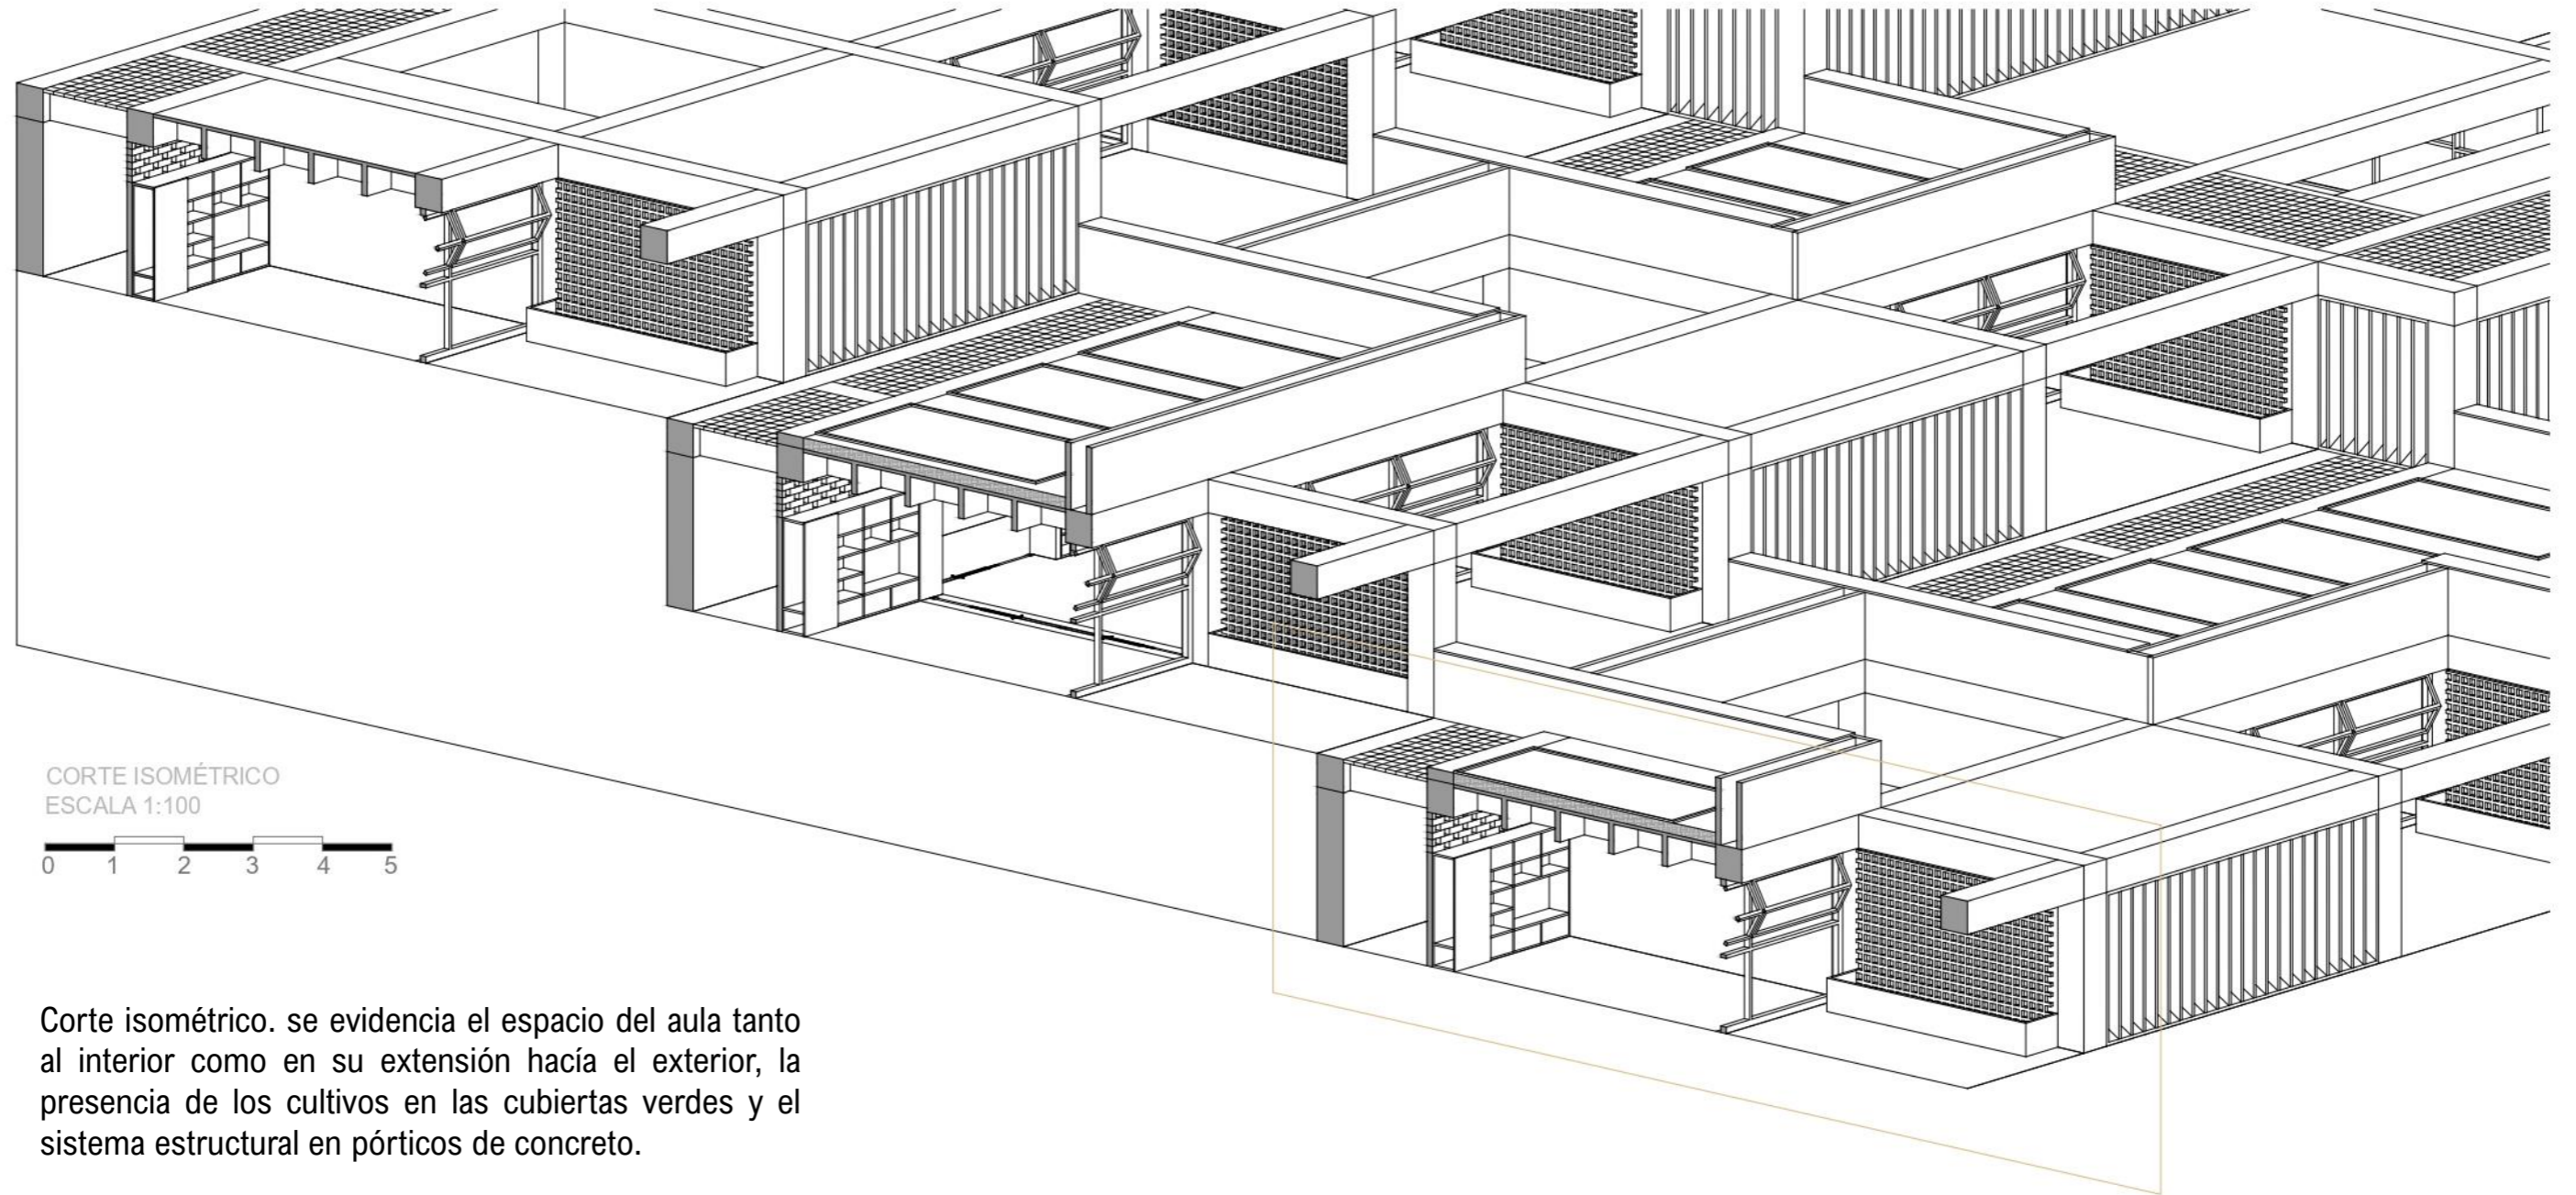 CORTE ISOMÉTRICO
ESCALA 1:100
0 1 2 3 4 5
Corte isométrico. se evidencia el espacio del aula tanto
al interior como en su extensión hacía el exterior, la
presencia de los cultivos en las cubiertas verdes y el
sistema estructural en pórticos de concreto.